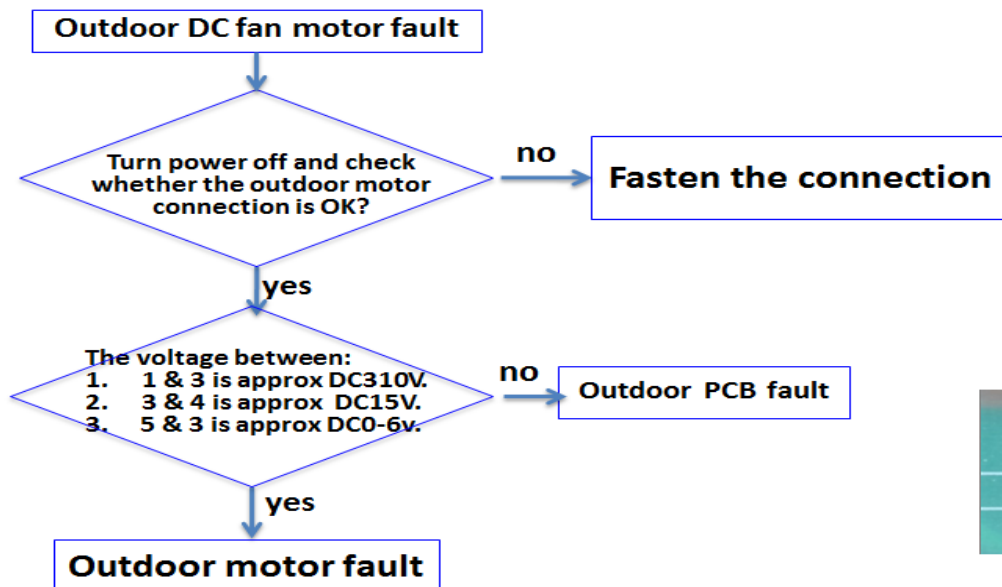 Outdoor DC fan motor fault
Turn power off and check
whether the outdoor motor
connection is OK?
no
Fasten the connection
yes
The voltage between:
1. 1 & 3 is approx DC310V.
2. 3 & 4 is approx DC15V.
3. 5 & 3 is approx DC0-6v.
no
Outdoor PCB fault
yes
Outdoor motor fault